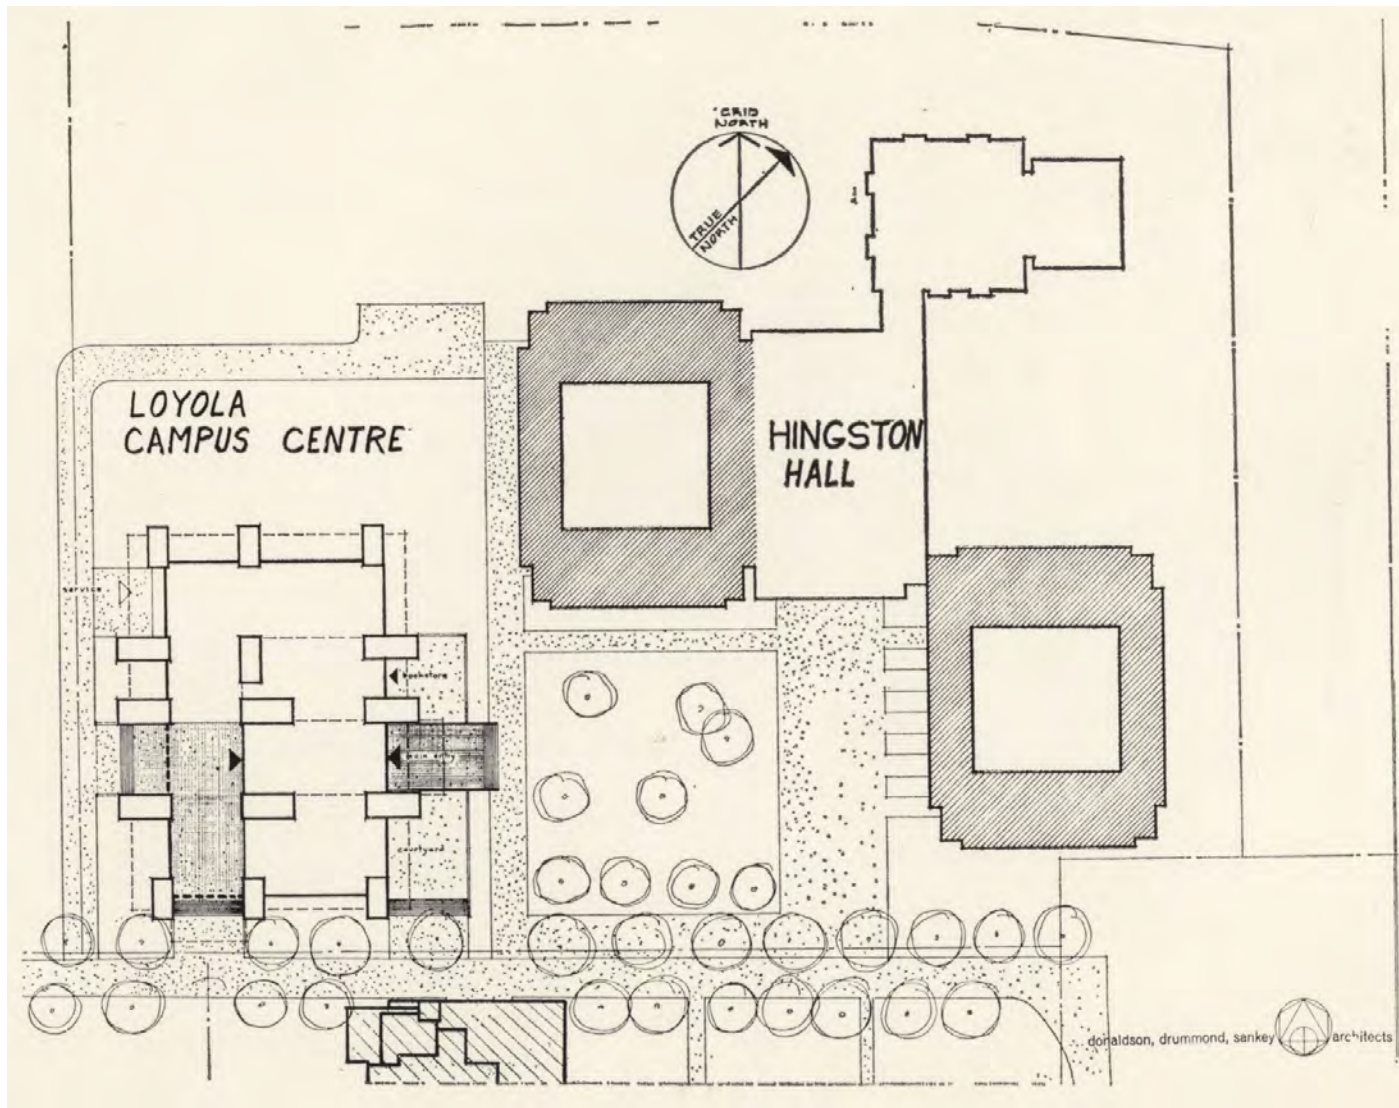 GRID
NORTH
TRUE
NORTH
LOYOLA
CAMPUS CENTRE
HINGSTON
HALL
service
bookstore
main entry
courtyard
donaldson, drummond, sankey architects